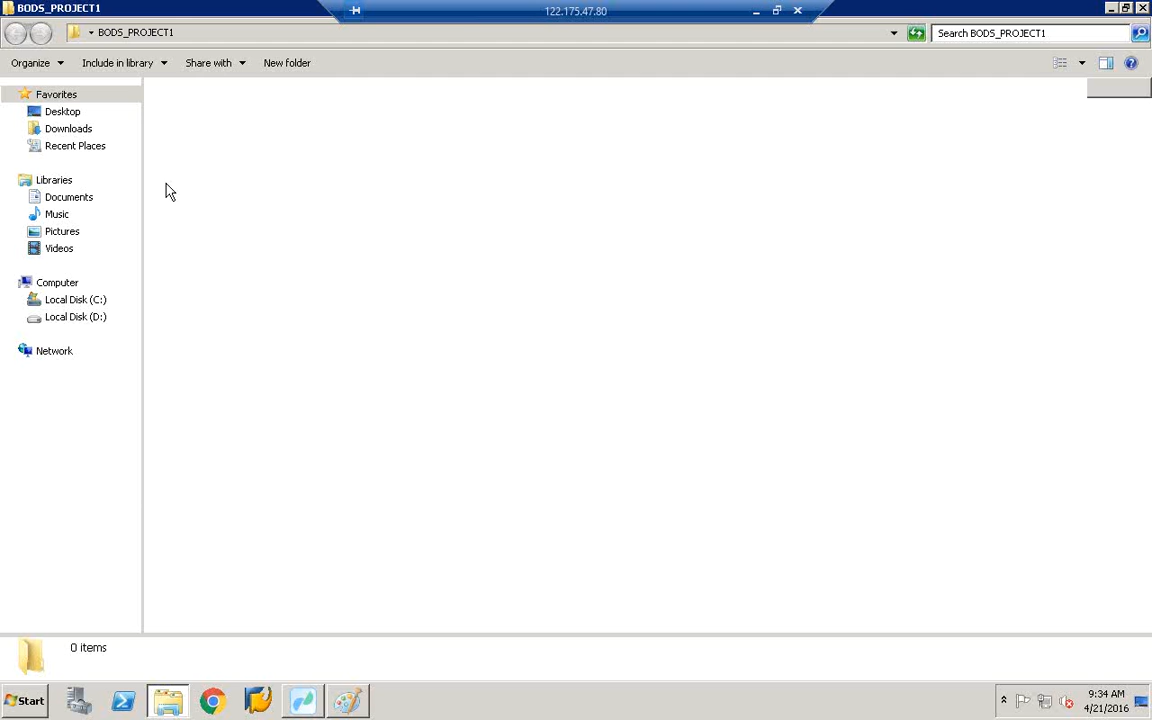 BODS_PROJECT1
122.175.47.80
BODS_PROJECT1
Search BODS_PROJECT1
Organize
Include in library
Share with
New folder
Favorites
Desktop
Downloads
Recent Places
Libraries
Documents
Music
Pictures
Videos
Computer
Local Disk (C:)
Local Disk (D:)
Network
0 items
Start
9:34 AM
4/21/2016